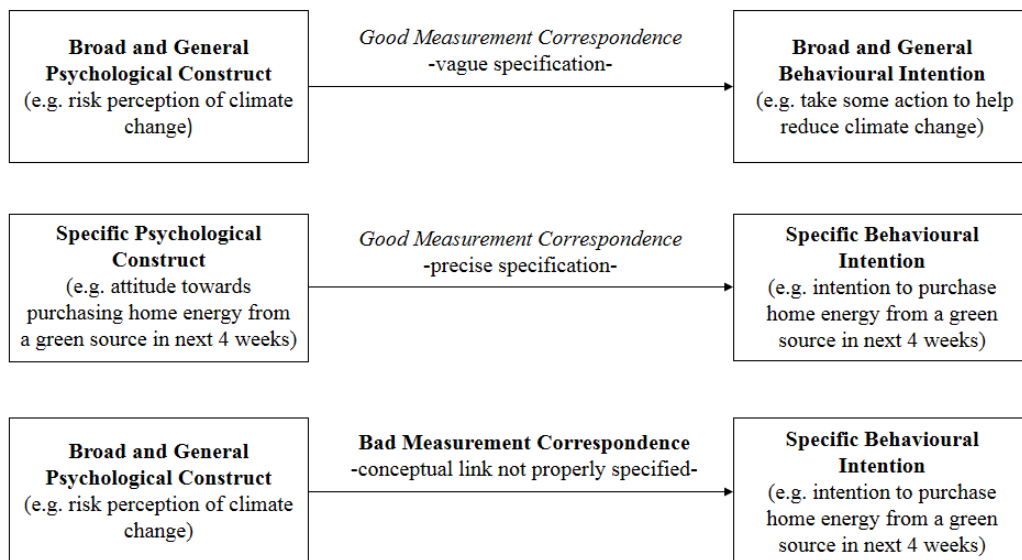 Broad and General
Psychological Construct
(e.g. risk perception of climate
change)
Good Measurement Correspondence
-vague specification-
Broad and General
Behavioural Intention
(e.g. take some action to help
reduce climate change)
Specific Psychological
Construct
(e.g. attitude towards
purchasing home energy from
a green source in next 4 weeks)
Good Measurement Correspondence
-precise specification-
Specific Behavioural
Intention
(e.g. intention to purchase
home energy from a green
source in next 4 weeks)
Broad and General
Psychological Construct
(e.g. risk perception of climate
change)
Bad Measurement Correspondence
-conceptual link not properly specified-
Specific Behavioural
Intention
(e.g. intention to purchase
home energy from a green
source in next 4 weeks)